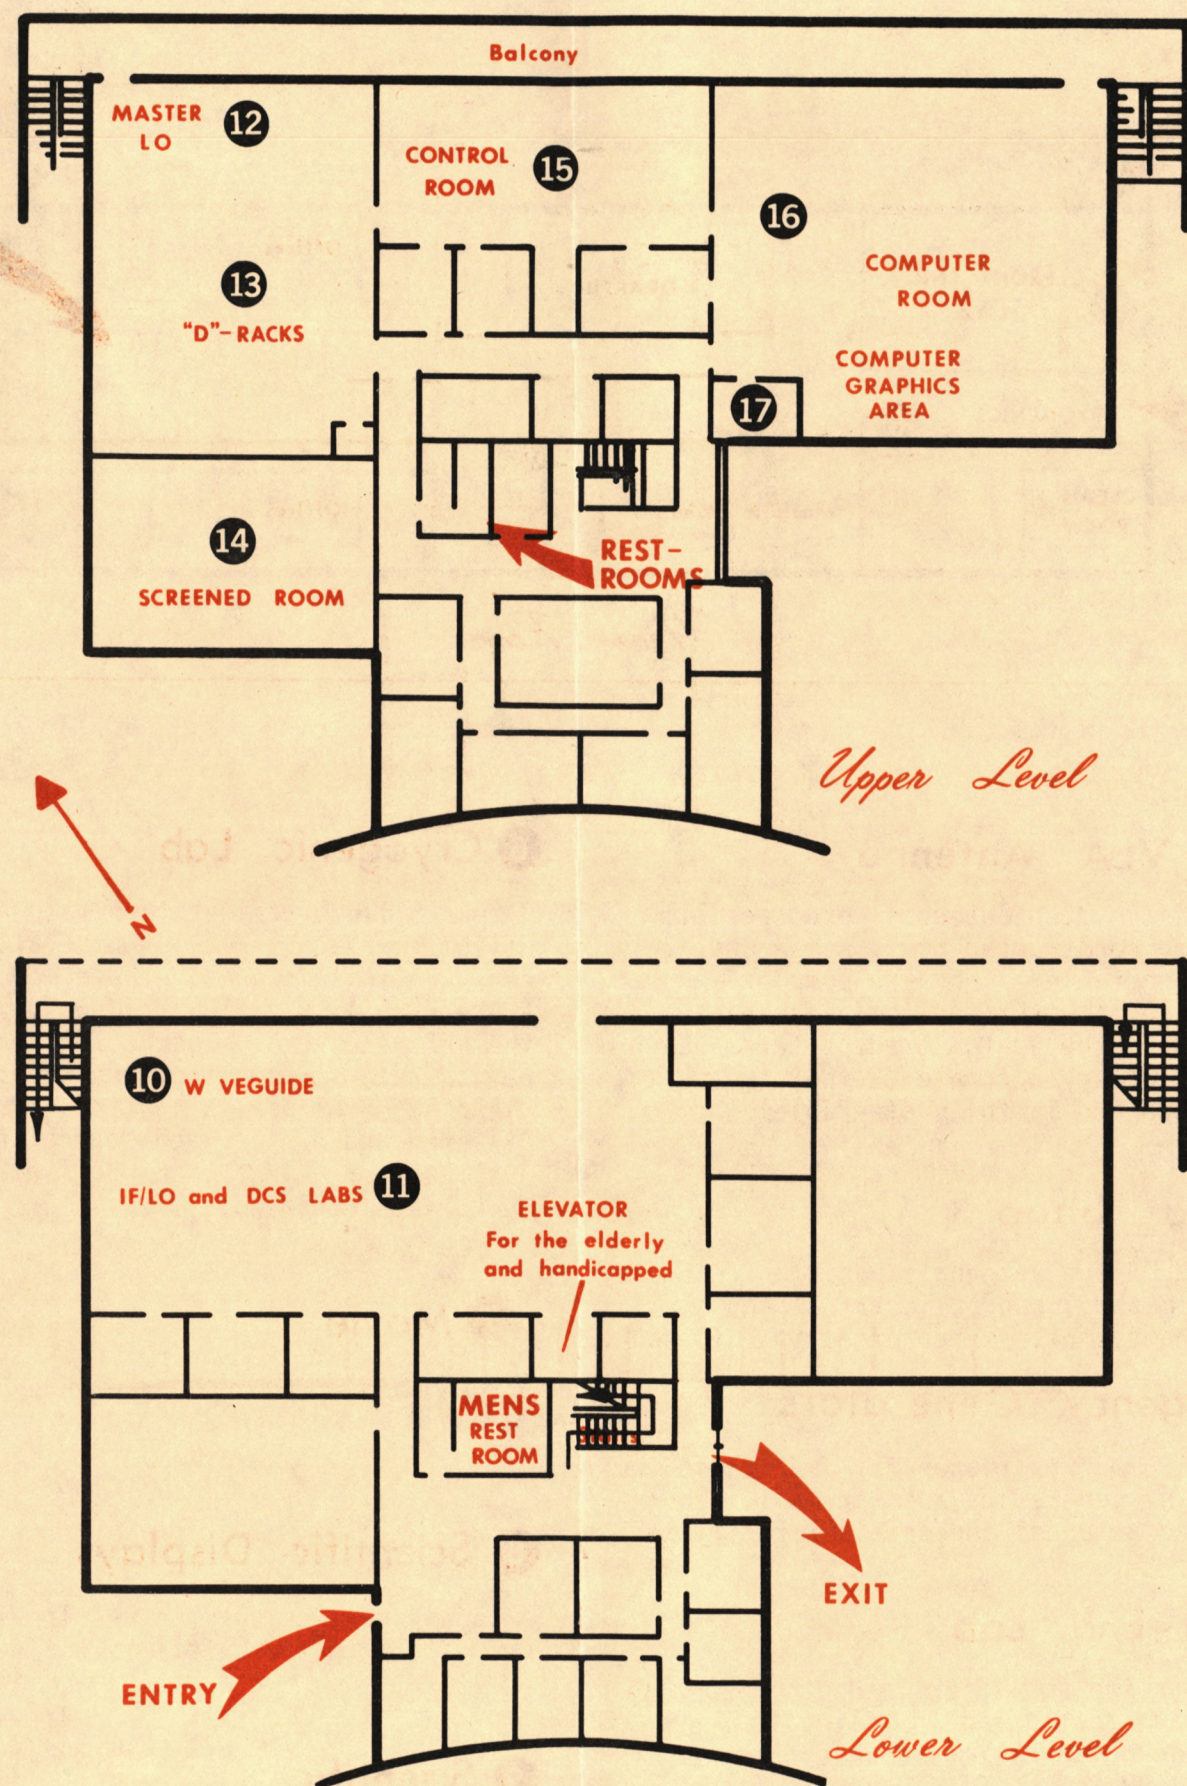 Balcony
MASTER
LO
12
CONTROL
ROOM
15
16
COMPUTER
ROOM
13
"D"-RACKS
COMPUTER
GRAPHICS
AREA
17
14
SCREENED ROOM
REST-
ROOMS
Upper Level
N
10 W VEGUIDE
IF/LO and DCS LABS 11
ELEVATOR
For the elderly
and handicapped
MENS
REST
ROOM
EXIT
ENTRY
Lower Level